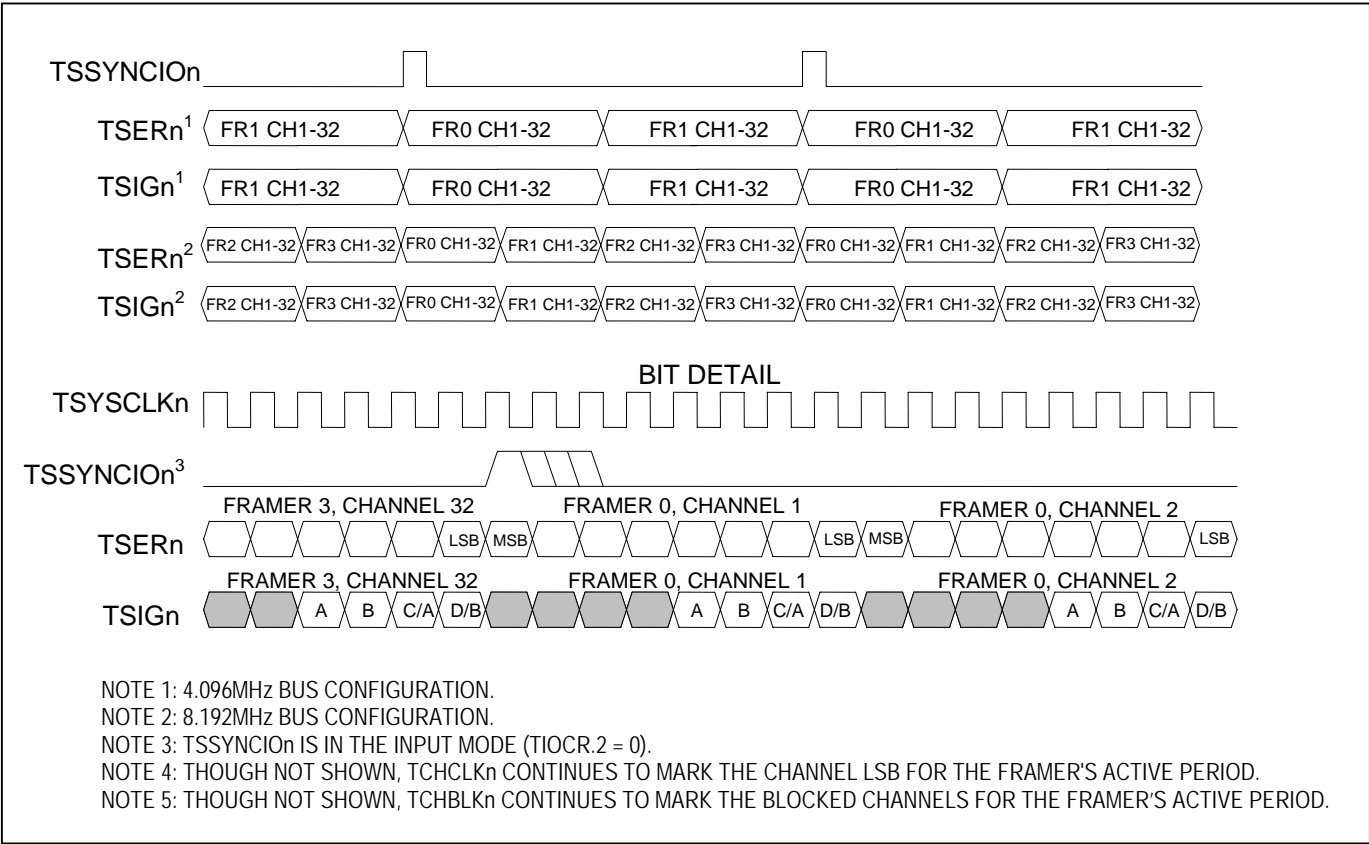 TSSYNCIOn
TSERn1 FR1 CH1-32 FR0 CH1-32 FR1 CH1-32 FR0 CH1-32 FR1 CH1-32
TSIGn1 FR1 CH1-32 FR0 CH1-32 FR1 CH1-32 FR0 CH1-32 FR1 CH1-32
TSERn2 FR2 CH1-32 FR3 CH1-32 FR0 CH1-32 FR1 CH1-32 FR2 CH1-32 FR3 CH1-32 FR0 CH1-32 FR1 CH1-32 FR2 CH1-32 FR3 CH1-32
TSIGn2 FR2 CH1-32 FR3 CH1-32 FR0 CH1-32 FR1 CH1-32 FR2 CH1-32 FR3 CH1-32 FR0 CH1-32 FR1 CH1-32 FR2 CH1-32 FR3 CH1-32
BIT DETAIL
TSYSCLKn
TSSYNCIOn3
FRAMER 3, CHANNEL 32 FRAMER 0, CHANNEL 1 FRAMER 0, CHANNEL 2
TSERn LSB MSB LSB MSB LSB
FRAMER 3, CHANNEL 32 FRAMER 0, CHANNEL 1 FRAMER 0, CHANNEL 2
TSIGn A B C/A D/B A B C/A D/B A B C/A D/B
NOTE 1: 4.096MHz BUS CONFIGURATION.
NOTE 2: 8.192MHz BUS CONFIGURATION.
NOTE 3: TSSYNCIOn IS IN THE INPUT MODE (TIOCR.2 = 0).
NOTE 4: THOUGH NOT SHOWN, TCHCLKn CONTINUES TO MARK THE CHANNEL LSB FOR THE FRAMER'S ACTIVE PERIOD.
NOTE 5: THOUGH NOT SHOWN, TCHBLKn CONTINUES TO MARK THE BLOCKED CHANNELS FOR THE FRAMER'S ACTIVE PERIOD.